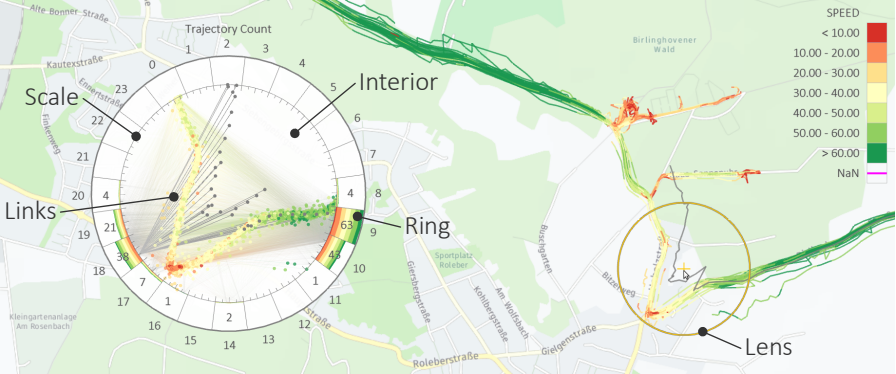 Alte Bonner Straße
Kautexstraße
Ennertstraße
Finkenweg
Trajectory Count
0
1
2
3
4
5
6
7
8
9
10
11
12
13
14
15
16
17
18
19
20
21
22
23
4
63
43
1
2
1
7
38
21
4
Scale
Interior
Links
Ring
Lens
Birlinghovener
Wald
SPEED
< 10.00
10.00 - 20.00
20.00 - 30.00
30.00 - 40.00
40.00 - 50.00
50.00 - 60.00
> 60.00
NaN
Buschgarten
Sportplatz
Roleber
Giersbergstraße
Kohlbergstraße
Am Wolfsbach
Bitzelweg
Gielgenstraße
Roleberstraße
Kleingartenanlage
Am Rosenbach